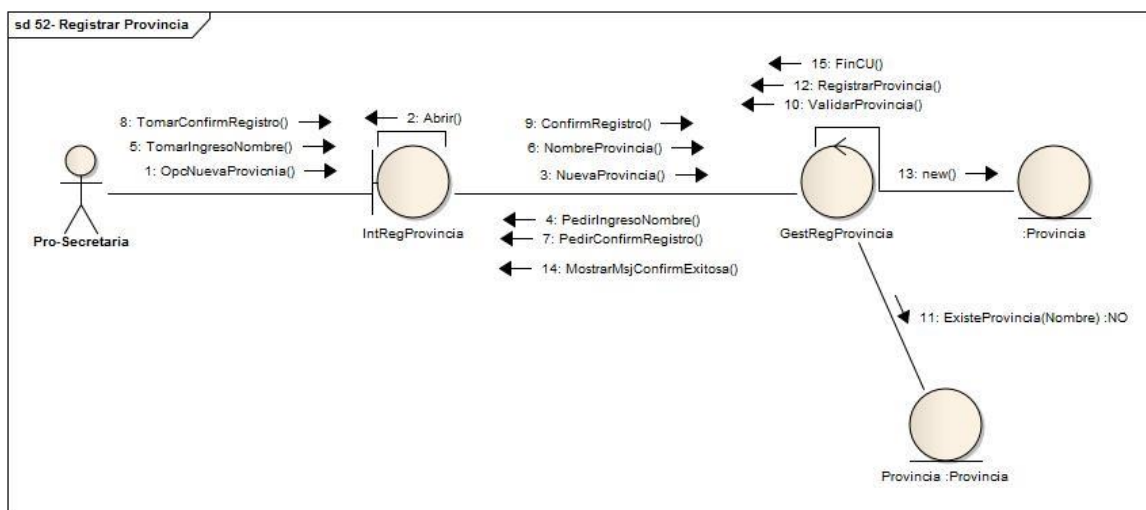 sd 52- Registrar Provincia
15: FinCU()
12: RegistrarProvincia()
10: ValidarProvincia()
8: TomarConfirmRegistro()
5: TomarIngresoNombre()
1: OpcNuevaProvicnia()
2: Abrir()
9: ConfirmRegistro()
6: NombreProvincia()
3: NuevaProvincia()
13: new()
Pro-Secretaria
IntRegProvincia
4: PedirIngresoNombre()
7: PedirConfirmRegistro()
14: MostrarMsjConfirmExitosa()
GestRegProvincia
:Provincia
11: ExisteProvincia(Nombre) :NO
Provincia :Provincia